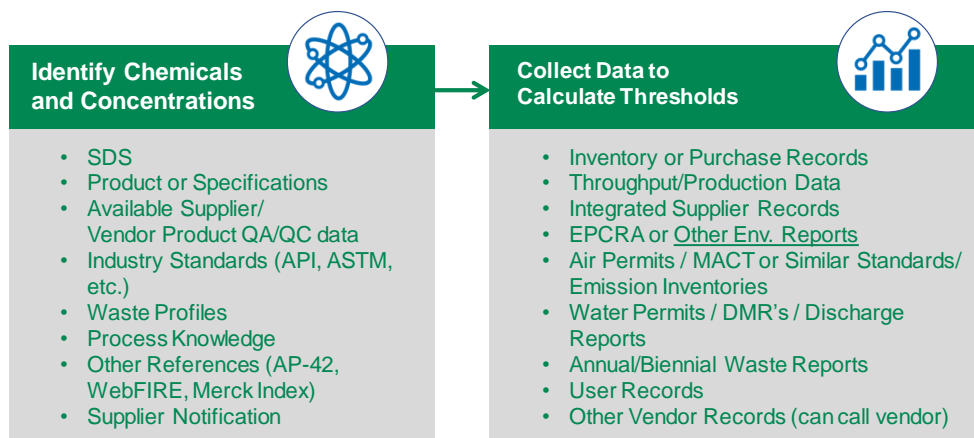 Identify Chemicals
and Concentrations
• SDS
• Product or Specifications
• Available Supplier/
Vendor Product QA/QC data
• Industry Standards (API, ASTM,
etc.)
• Waste Profiles
• Process Knowledge
• Other References (AP-42,
WebFIRE, Merck Index)
• Supplier Notification
Collect Data to
Calculate Thresholds
• Inventory or Purchase Records
• Throughput/Production Data
• Integrated Supplier Records
• EPCRA or Other Env. Reports
• Air Permits / MACT or Similar Standards/
Emission Inventories
• Water Permits / DMR's / Discharge
Reports
• Annual/Biennial Waste Reports
• User Records
• Other Vendor Records (can call vendor)